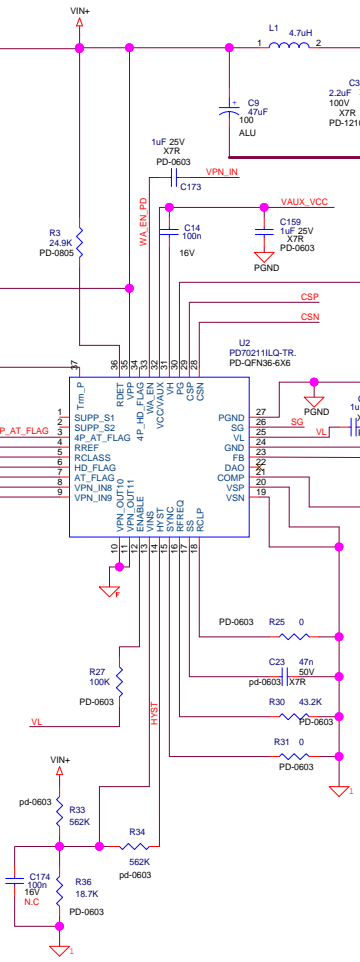 VIN+
L1
4.7uH
1
2
C3
2.2uF
100V
X7R
PD-1210
C9
47uF
100
ALU
1uF 25V
X7R
PD-0603
C173
VPN_IN
WA_EN_PD
VAUX_VCC
C14
100n
16V
C159
1uF 25V
X7R
PD-0603
PGND
R3
24.9K
PD-0805
CSP
CSN
U2
PD70211ILQ-TR.
PD-QFN36-6X6
37
36
35
34
33
32
31
30
29
28
Trm_P
RDET
VPP
4P_HD_FLAG
WA_EN
VCC/VAUX
VH
PG
CSP
CSN
1 SUPP_S1
2 SUPP_S2
P_AT_FLAG
3 4P_AT_FLAG
4 RREF
5 RCLASS
6 HD_FLAG
7 AT_FLAG
8 VPN_IN8
9 VPN_IN9
PGND 27
SG 26
VL 25
GND 24
FB 23
DAO 22
COMP 21
VSP 20
VSN 19
PGND
SG
VL
1u
VPN_OUT10
VPN_OUT11
ENABLE
VINS
HYST
SYNC
RFREQ
SS
RCLP
10
11
12
13
14
15
16
17
18
F
PD-0603
R25 0
C23 47n
50V
pd-0603 X7R
R30 43.2K
PD-0603
R31 0
PD-0603
1
R27
100K
PD-0603
VL
HYST
VIN+
pd-0603
R33
562K
R34
562K
pd-0603
C174
100n
16V
N.C
R36
18.7K
PD-0603
1